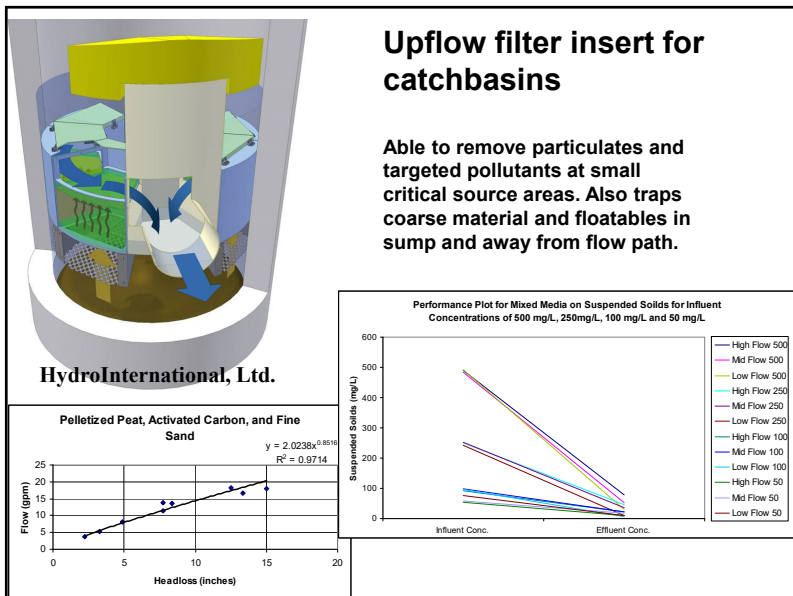 Upflow filter insert for
catchbasins
Able to remove particulates and
targeted pollutants at small
critical source areas. Also traps
coarse material and floatables in
sump and away from flow path.
HydroInternational, Ltd.
Pelletized Peat, Activated Carbon, and Fine
Sand
y = 2.0238x^0.8516
R² = 0.9714
Flow (gpm)
25
20
15
10
5
0
0 5 10 15 20
Headloss (inches)
Performance Plot for Mixed Media on Suspended Soilds for Influent
Concentrations of 500 mg/L, 250mg/L, 100 mg/L and 50 mg/L
Suspended Soilds (mg/L)
600
500
400
300
200
100
0
Influent Conc. Effluent Conc.
High Flow 500
Mid Flow 500
Low Flow 500
High Flow 250
Mid Flow 250
Low Flow 250
High Flow 100
Mid Flow 100
Low Flow 100
High Flow 50
Mid Flow 50
Low Flow 50